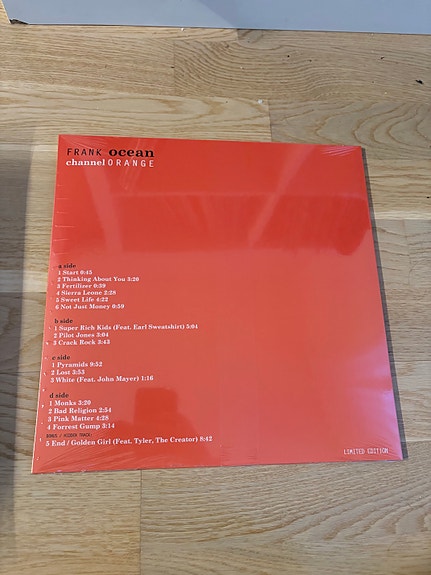 FRANK ocean
channel ORANGE
a side
1 Start 0:45
2 Thinking About You 3:20
3 Fertilizer 0:39
4 Sierra Leone 2:28
5 Sweet Life 4:22
6 Not Just Money 0:59
b side
1 Super Rich Kids (Feat. Earl Sweatshirt) 5:04
2 Pilot Jones 3:04
3 Crack Rock 3:43
c side
1 Pyramids 9:52
2 Lost 3:53
3 White (Feat. John Mayer) 1:16
d side
1 Monks 3:20
2 Bad Religion 2:54
3 Pink Matter 4:28
4 Forrest Gump 3:14
BONUS / HIDDEN TRACK:
5 End / Golden Girl (Feat. Tyler, The Creator) 8:42
LIMITED EDITION